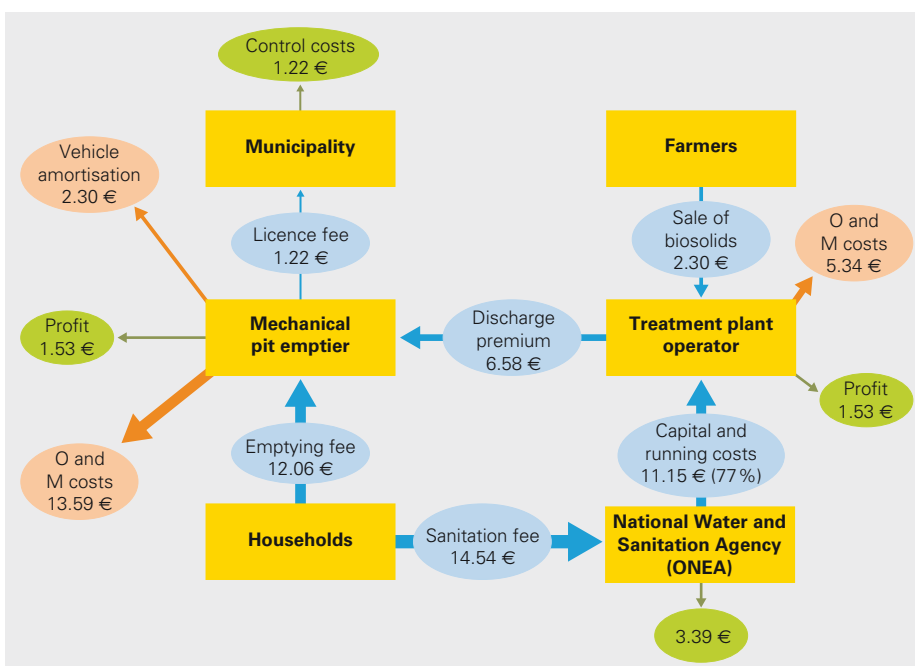 Control costs
1.22 €
Municipality
Farmers
Vehicle
amortisation
2.30 €
Licence fee
1.22 €
Sale of
biosolids
2.30 €
O and
M costs
5.34 €
Profit
1.53 €
Mechanical
pit emptier
Discharge
premium
6.58 €
Treatment plant
operator
Profit
1.53 €
O and
M costs
13.59 €
Emptying fee
12.06 €
Capital and
running costs
11.15 € (77 %)
Households
Sanitation fee
14.54 €
National Water and
Sanitation Agency
(ONEA)
3.39 €